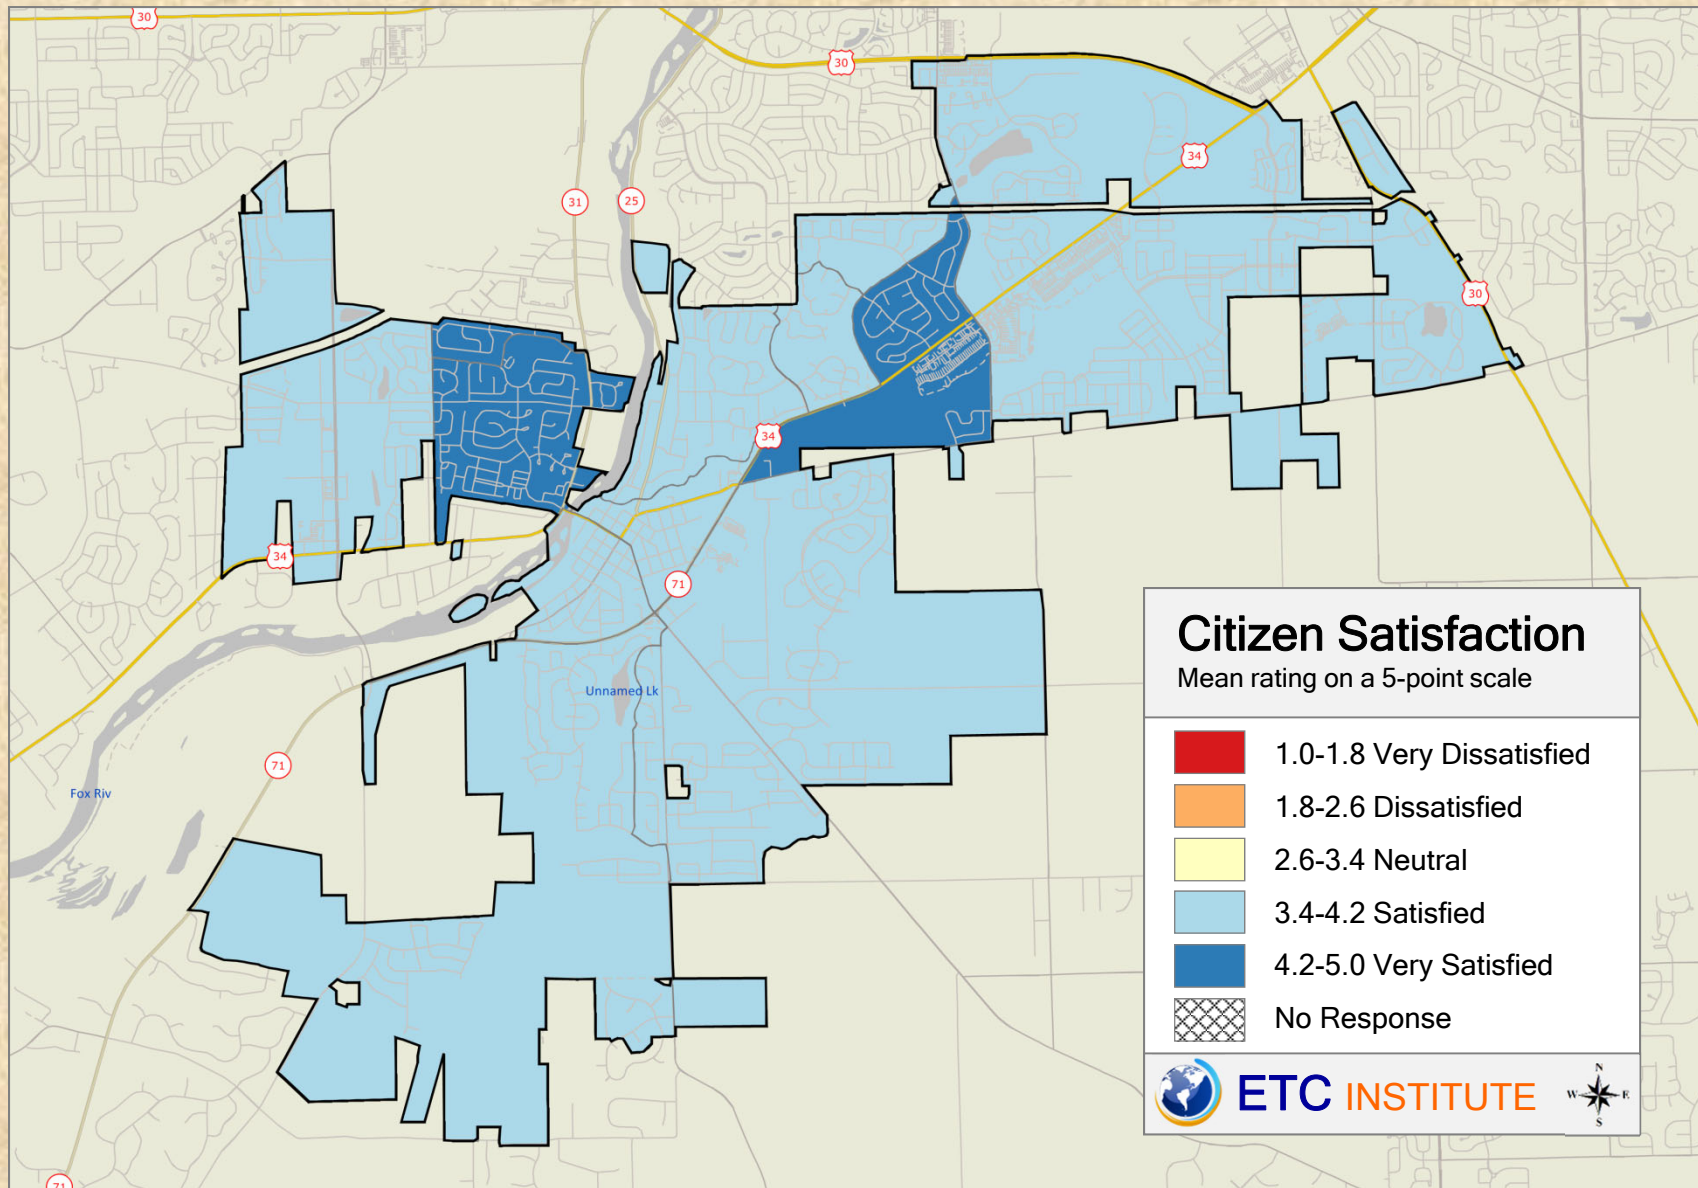 30
30
34
31
25
30
34
34
71
Unnamed Lk
71
Fox Riv
71
Citizen Satisfaction
Mean rating on a 5-point scale
1.0-1.8 Very Dissatisfied
1.8-2.6 Dissatisfied
2.6-3.4 Neutral
3.4-4.2 Satisfied
4.2-5.0 Very Satisfied
No Response
ETC INSTITUTE
N
W E
S